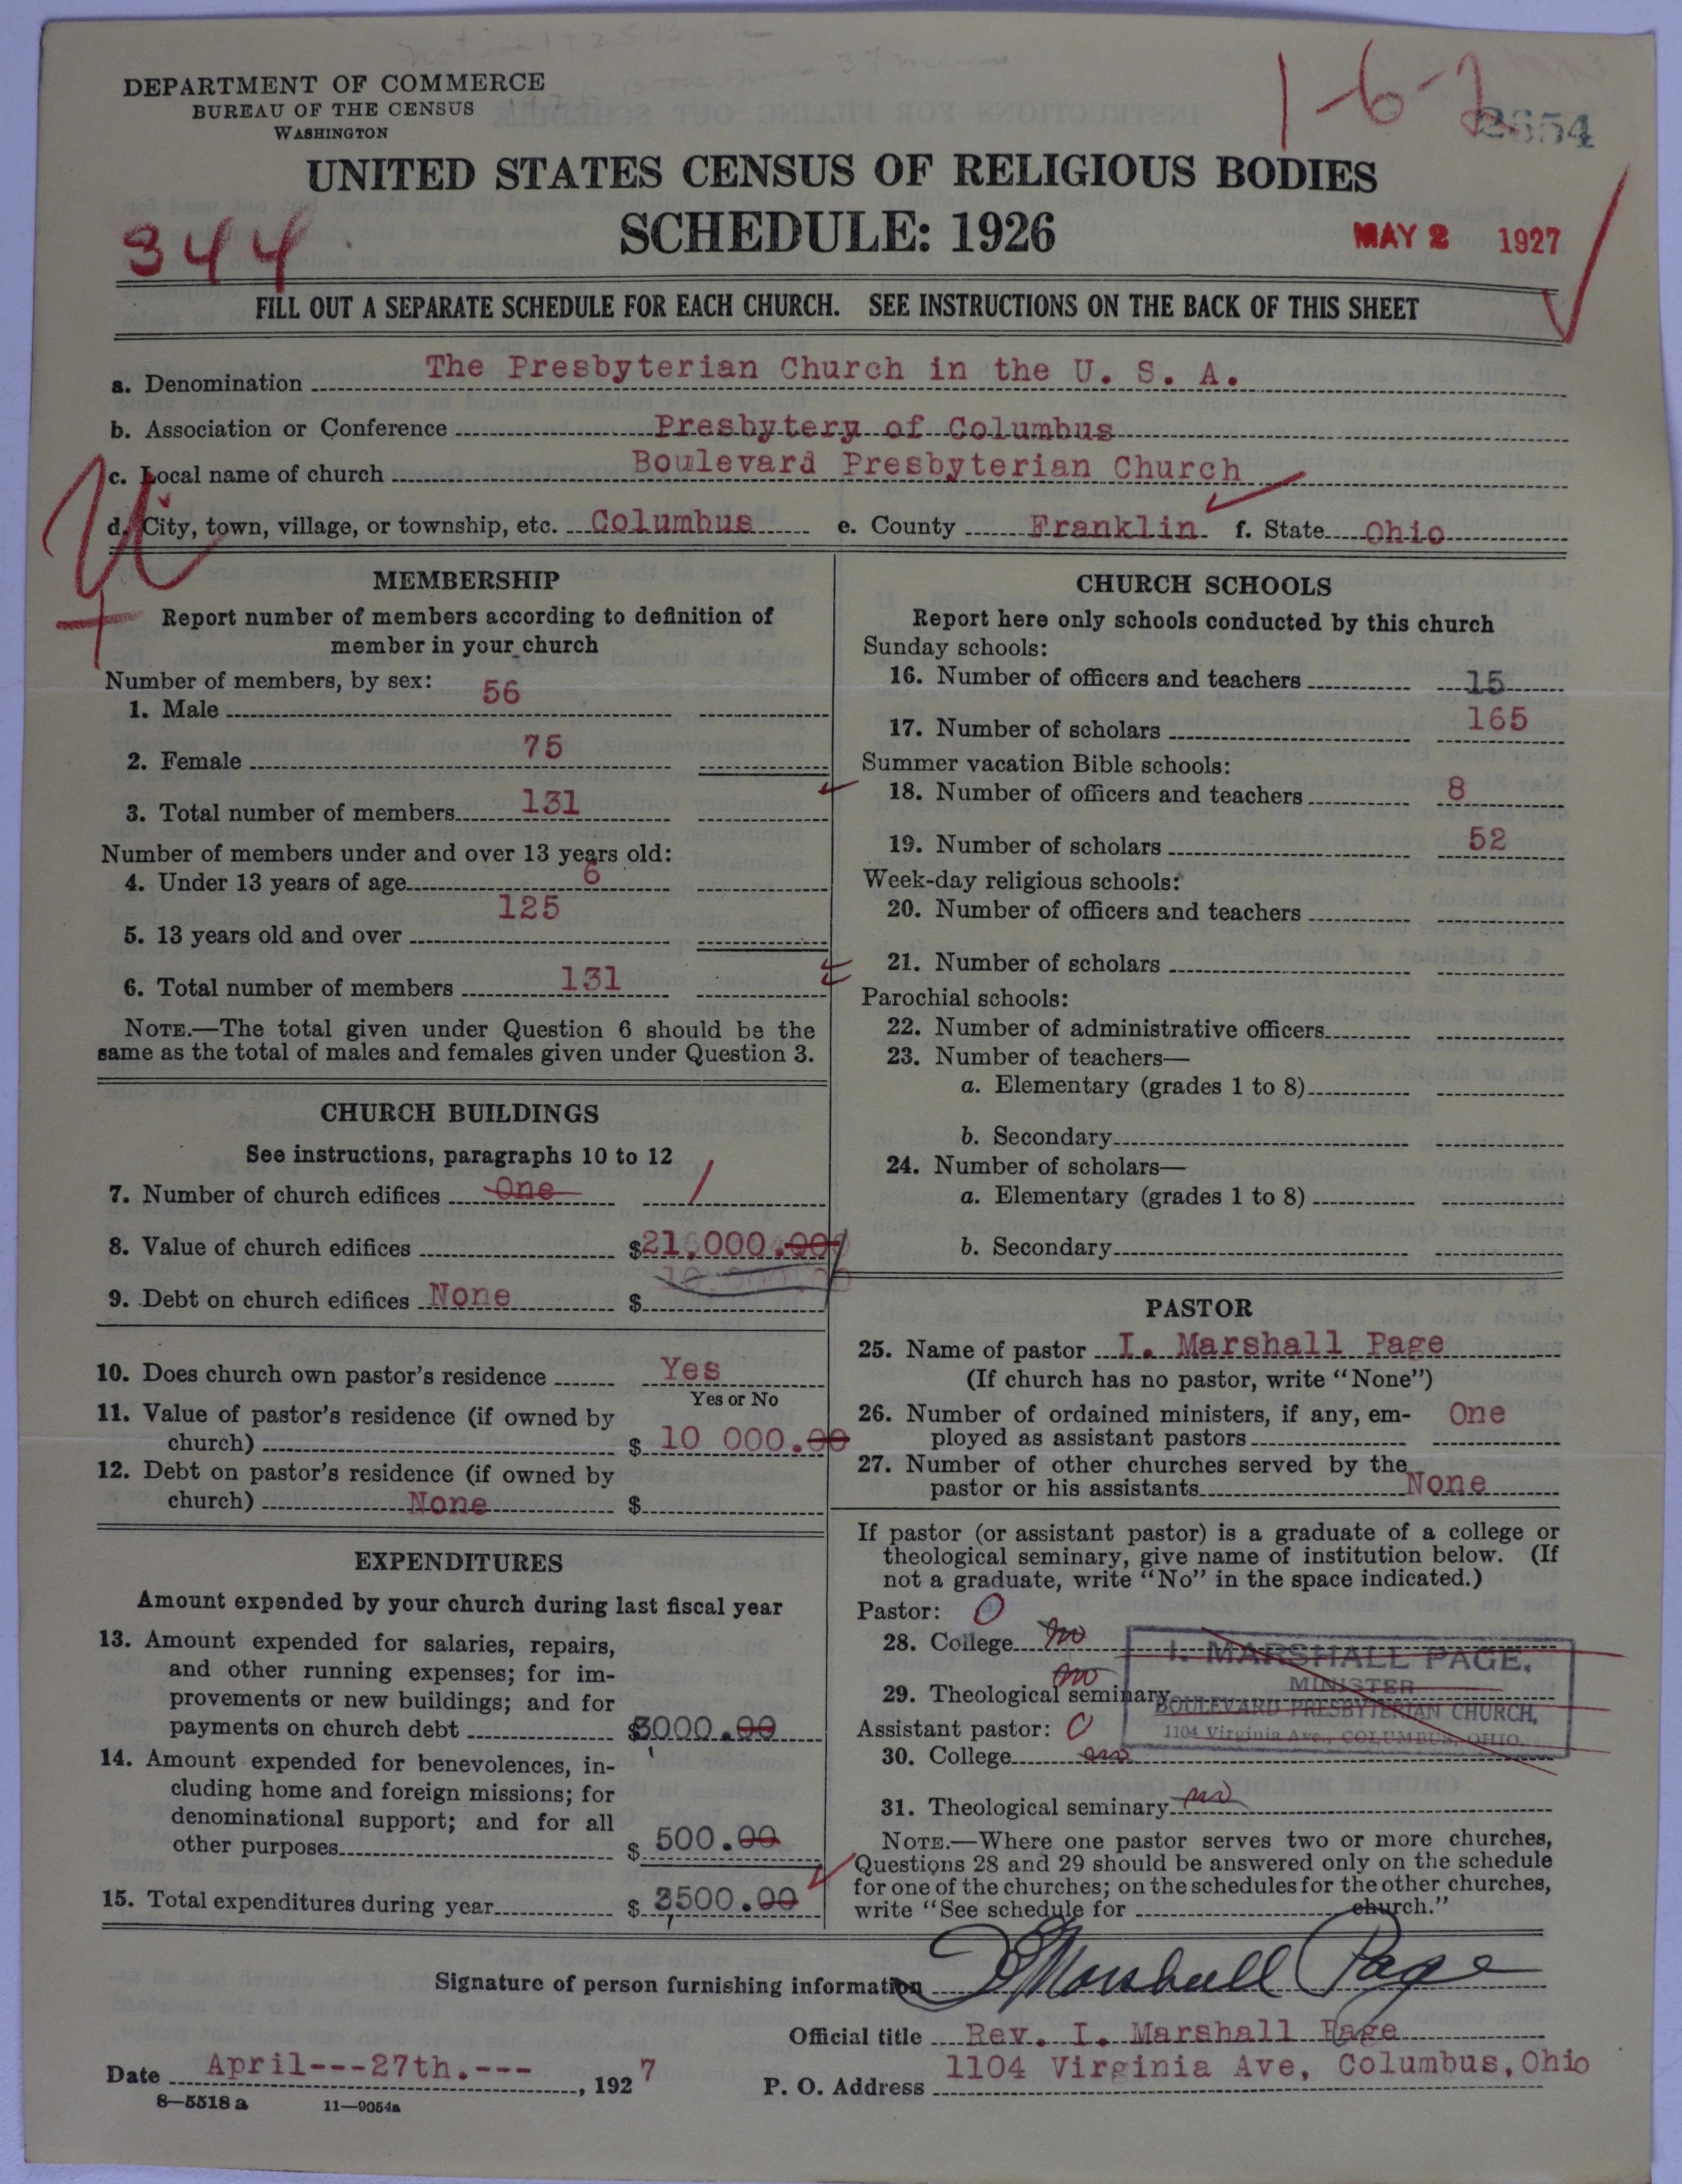 DEPARTMENT OF COMMERCE
BUREAU OF THE CENSUS
WASHINGTON
1-6-2
2654
UNITED STATES CENSUS OF RELIGIOUS BODIES
SCHEDULE: 1926
344
MAY 2 1927
FILL OUT A SEPARATE SCHEDULE FOR EACH CHURCH. SEE INSTRUCTIONS ON THE BACK OF THIS SHEET
a. Denomination The Presbyterian Church in the U. S. A.
b. Association or Conference Presbytery of Columbus
c. Local name of church Boulevard Presbyterian Church
d. City, town, village, or township, etc. Columbus e. County Franklin f. State Ohio
MEMBERSHIP
Report number of members according to definition of
member in your church
Number of members, by sex:
1. Male 56
2. Female 75
3. Total number of members 131
Number of members under and over 13 years old:
4. Under 13 years of age 6
5. 13 years old and over 125
6. Total number of members 131
NOTE.—The total given under Question 6 should be the
same as the total of males and females given under Question 3.
CHURCH BUILDINGS
See instructions, paragraphs 10 to 12
7. Number of church edifices One 1
8. Value of church edifices $21,000.00
10 000.00
9. Debt on church edifices None $
10. Does church own pastor's residence Yes
Yes or No
11. Value of pastor's residence (if owned by
church) $ 10 000.00
12. Debt on pastor's residence (if owned by
church) None $
EXPENDITURES
Amount expended by your church during last fiscal year
13. Amount expended for salaries, repairs,
and other running expenses; for im-
provements or new buildings; and for
payments on church debt $3000.00
14. Amount expended for benevolences, in-
cluding home and foreign missions; for
denominational support; and for all
other purposes $ 500.00
15. Total expenditures during year $ 3500.00
CHURCH SCHOOLS
Report here only schools conducted by this church
Sunday schools:
16. Number of officers and teachers 15
17. Number of scholars 165
Summer vacation Bible schools:
18. Number of officers and teachers 8
19. Number of scholars 52
Week-day religious schools:
20. Number of officers and teachers
21. Number of scholars
Parochial schools:
22. Number of administrative officers
23. Number of teachers—
a. Elementary (grades 1 to 8)
b. Secondary
24. Number of scholars—
a. Elementary (grades 1 to 8)
b. Secondary
PASTOR
25. Name of pastor I. Marshall Page
(If church has no pastor, write "None")
26. Number of ordained ministers, if any, em-
ployed as assistant pastors One
27. Number of other churches served by the
pastor or his assistants None
If pastor (or assistant pastor) is a graduate of a college or
theological seminary, give name of institution below. (If
not a graduate, write "No" in the space indicated.)
Pastor: O
28. College no
29. Theological seminary no
I. MARSHALL PAGE.
MINISTER
BOULEVARD PRESBYTERIAN CHURCH,
1104 Virginia Ave., COLUMBUS, OHIO.
Assistant pastor: O
30. College no
31. Theological seminary no
NOTE.—Where one pastor serves two or more churches,
Questions 28 and 29 should be answered only on the schedule
for one of the churches; on the schedules for the other churches,
write "See schedule for church."
Signature of person furnishing information I Marshall Page
Official title Rev. I. Marshall Page
Date April---27th.---, 1927
P. O. Address 1104 Virginia Ave, Columbus, Ohio
8—5518 a 11—9054a